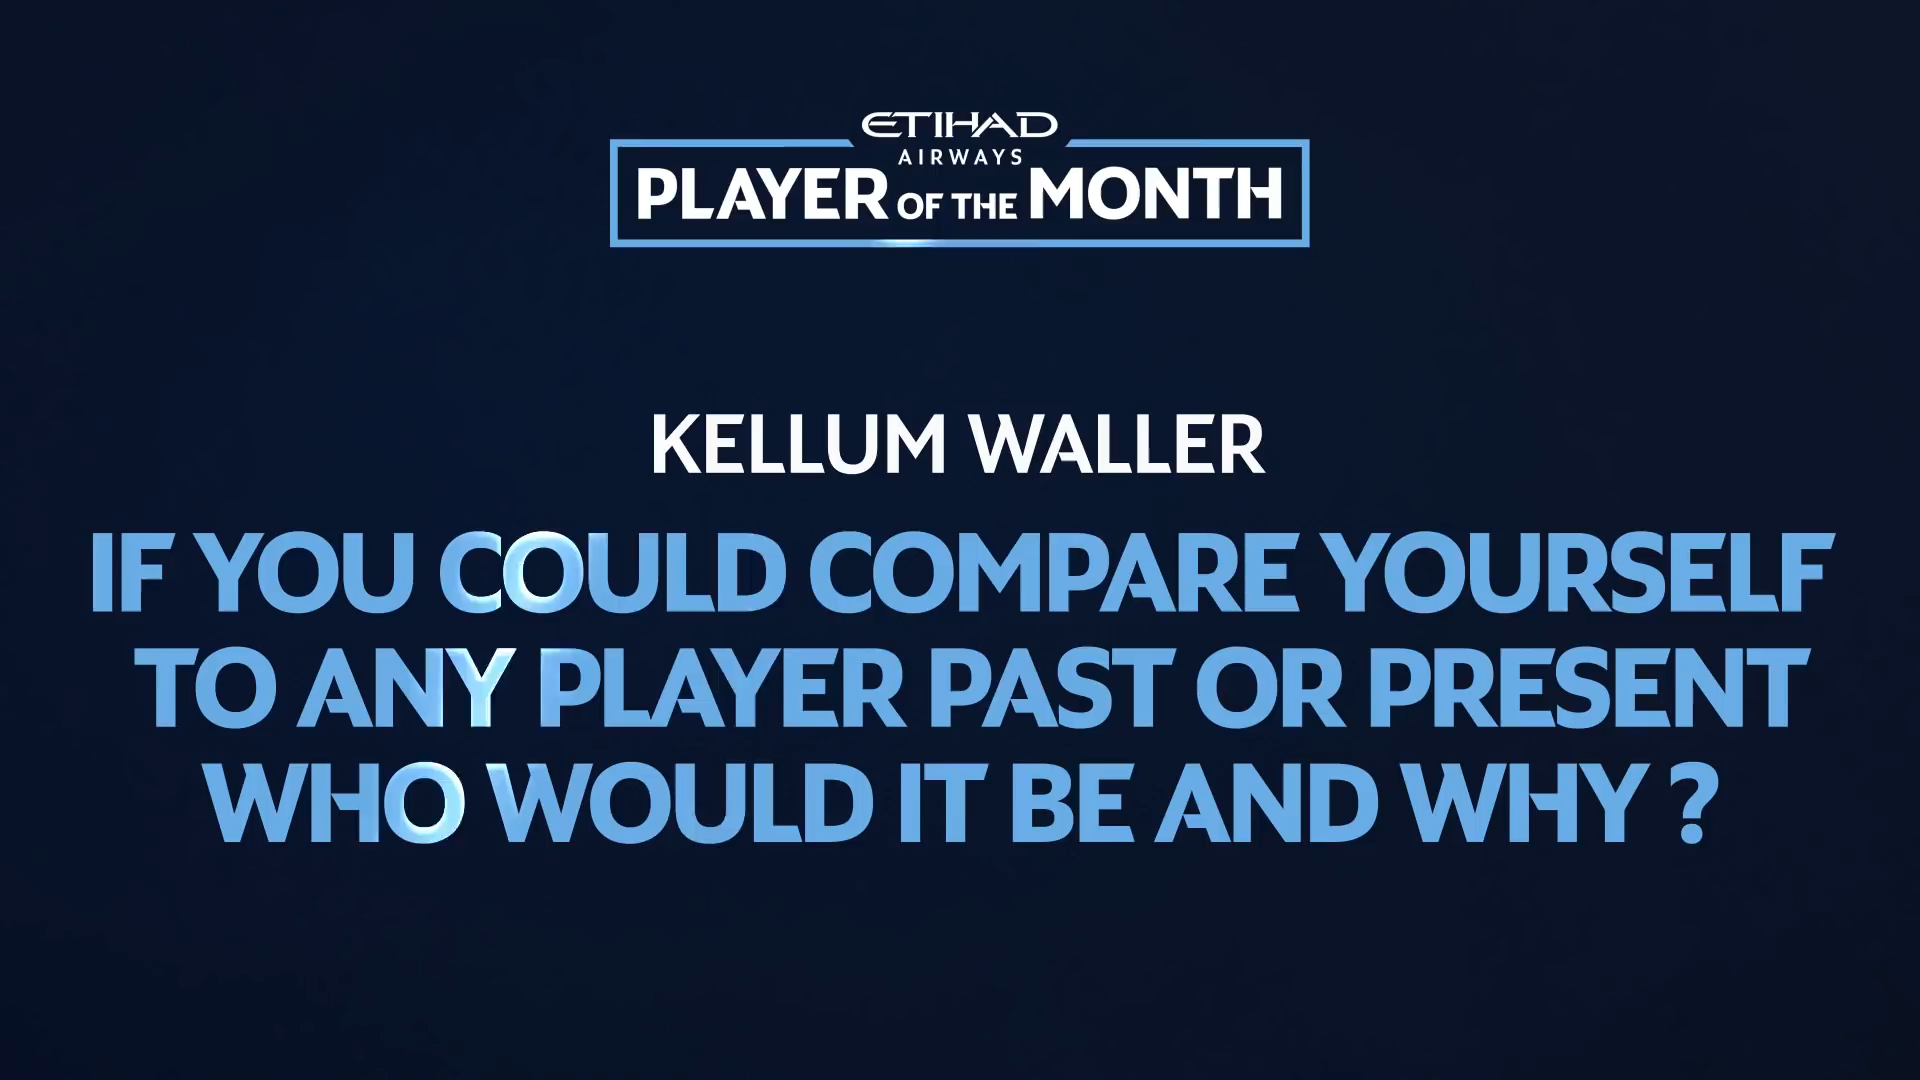 ETIHAD
AIRWAYS
PLAYER OF THE MONTH
KELLUM WALLER
IF YOU COULD COMPARE YOURSELF
TO ANY PLAYER PAST OR PRESENT
WHO WOULD IT BE AND WHY ?